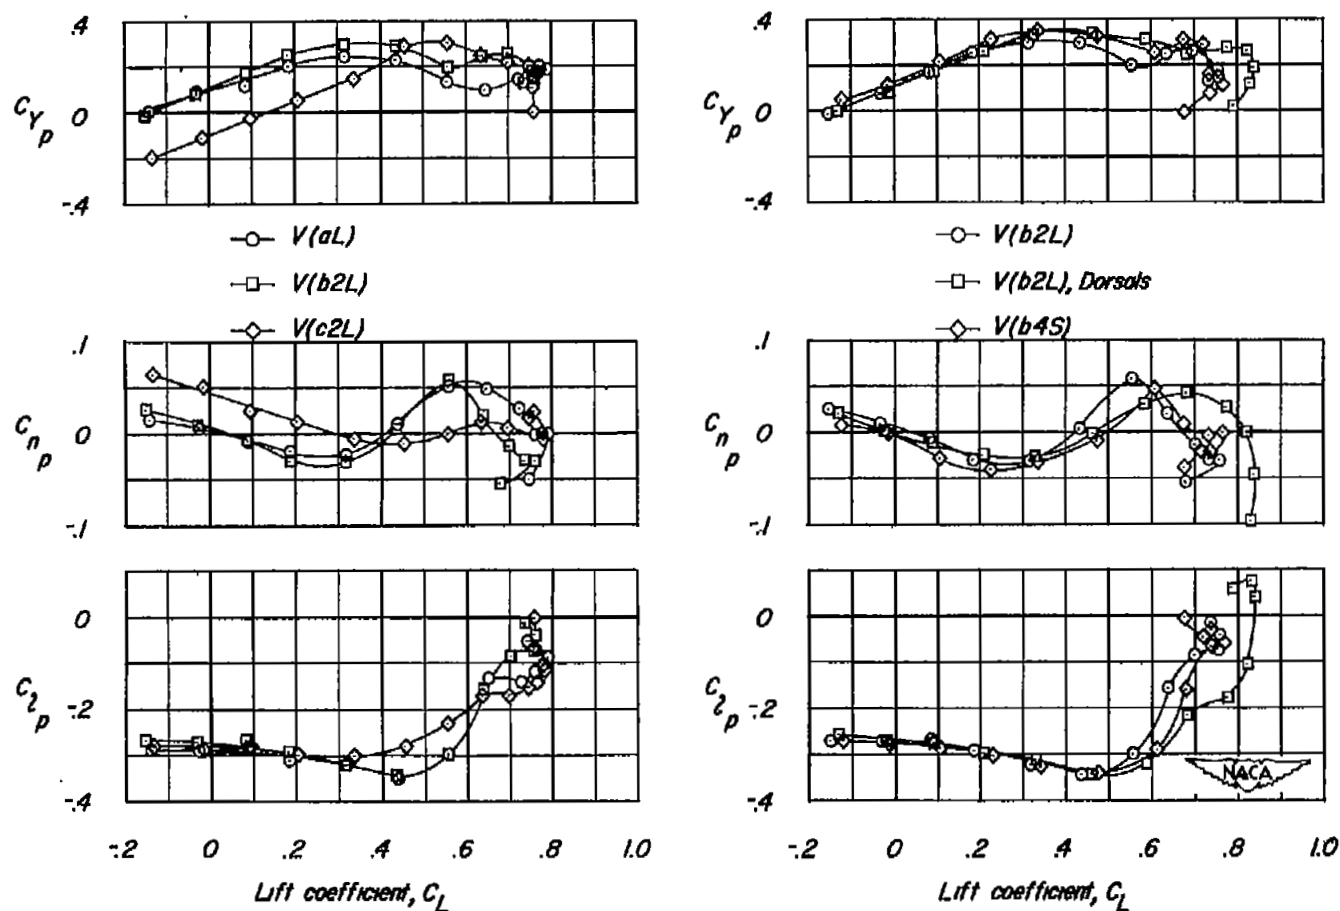 .4
C_Yp 0
-.4
V(aL)
V(b2L)
V(c2L)
.1
C_np 0
-.1
0
C_lp -.2
-.4
-.2 0 .2 .4 .6 .8 1.0
Lift coefficient, C_L
.4
C_Yp 0
-.4
V(b2L)
V(b2L), Dorsals
V(b4S)
.1
C_np 0
-.1
0
C_lp -.2
-.4
NACA
-.2 0 .2 .4 .6 .8 1.0
Lift coefficient, C_L